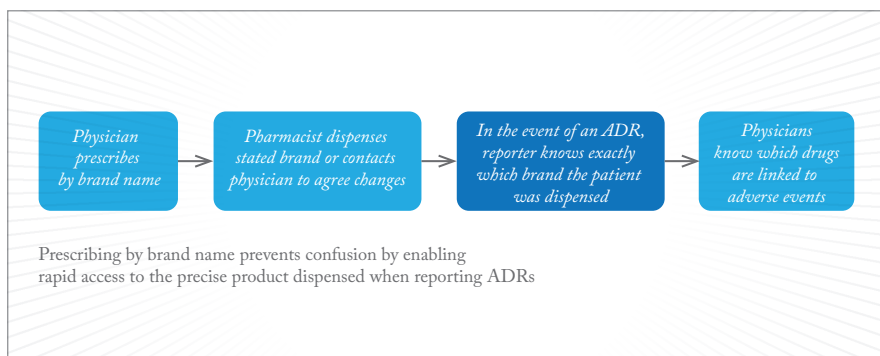 Physician
prescribes
by brand name
Pharmacist dispenses
stated brand or contacts
physician to agree changes
In the event of an ADR,
reporter knows exactly
which brand the patient
was dispensed
Physicians
know which drugs
are linked to
adverse events
Prescribing by brand name prevents confusion by enabling
rapid access to the precise product dispensed when reporting ADRs